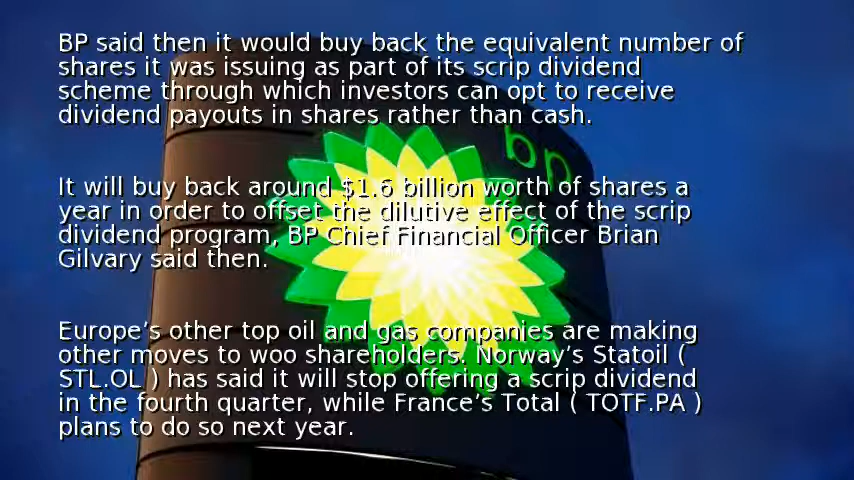 BP said then it would buy back the equivalent number of
shares it was issuing as part of its scrip dividend
scheme through which investors can opt to receive
dividend payouts in shares rather than cash.
bp
It will buy back around $1.6 billion worth of shares a
year in order to offset the dilutive effect of the scrip
dividend program, BP Chief Financial Officer Brian
Gilvary said then.
Europe’s other top oil and gas companies are making
other moves to woo shareholders. Norway’s Statoil (
STL.OL ) has said it will stop offering a scrip dividend
in the fourth quarter, while France’s Total ( TOTF.PA )
plans to do so next year.